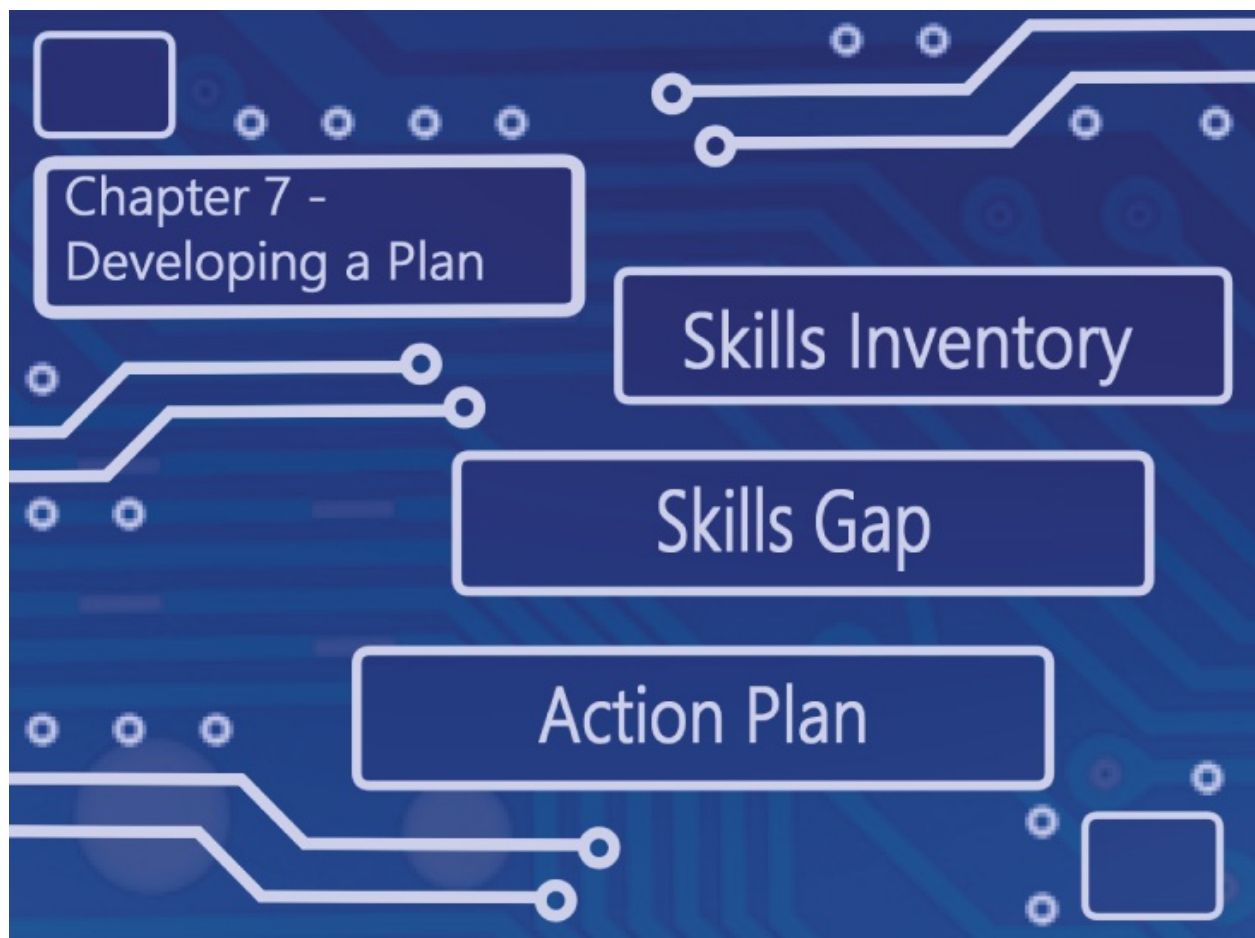 Chapter 7 -
Developing a Plan
Skills Inventory
Skills Gap
Action Plan